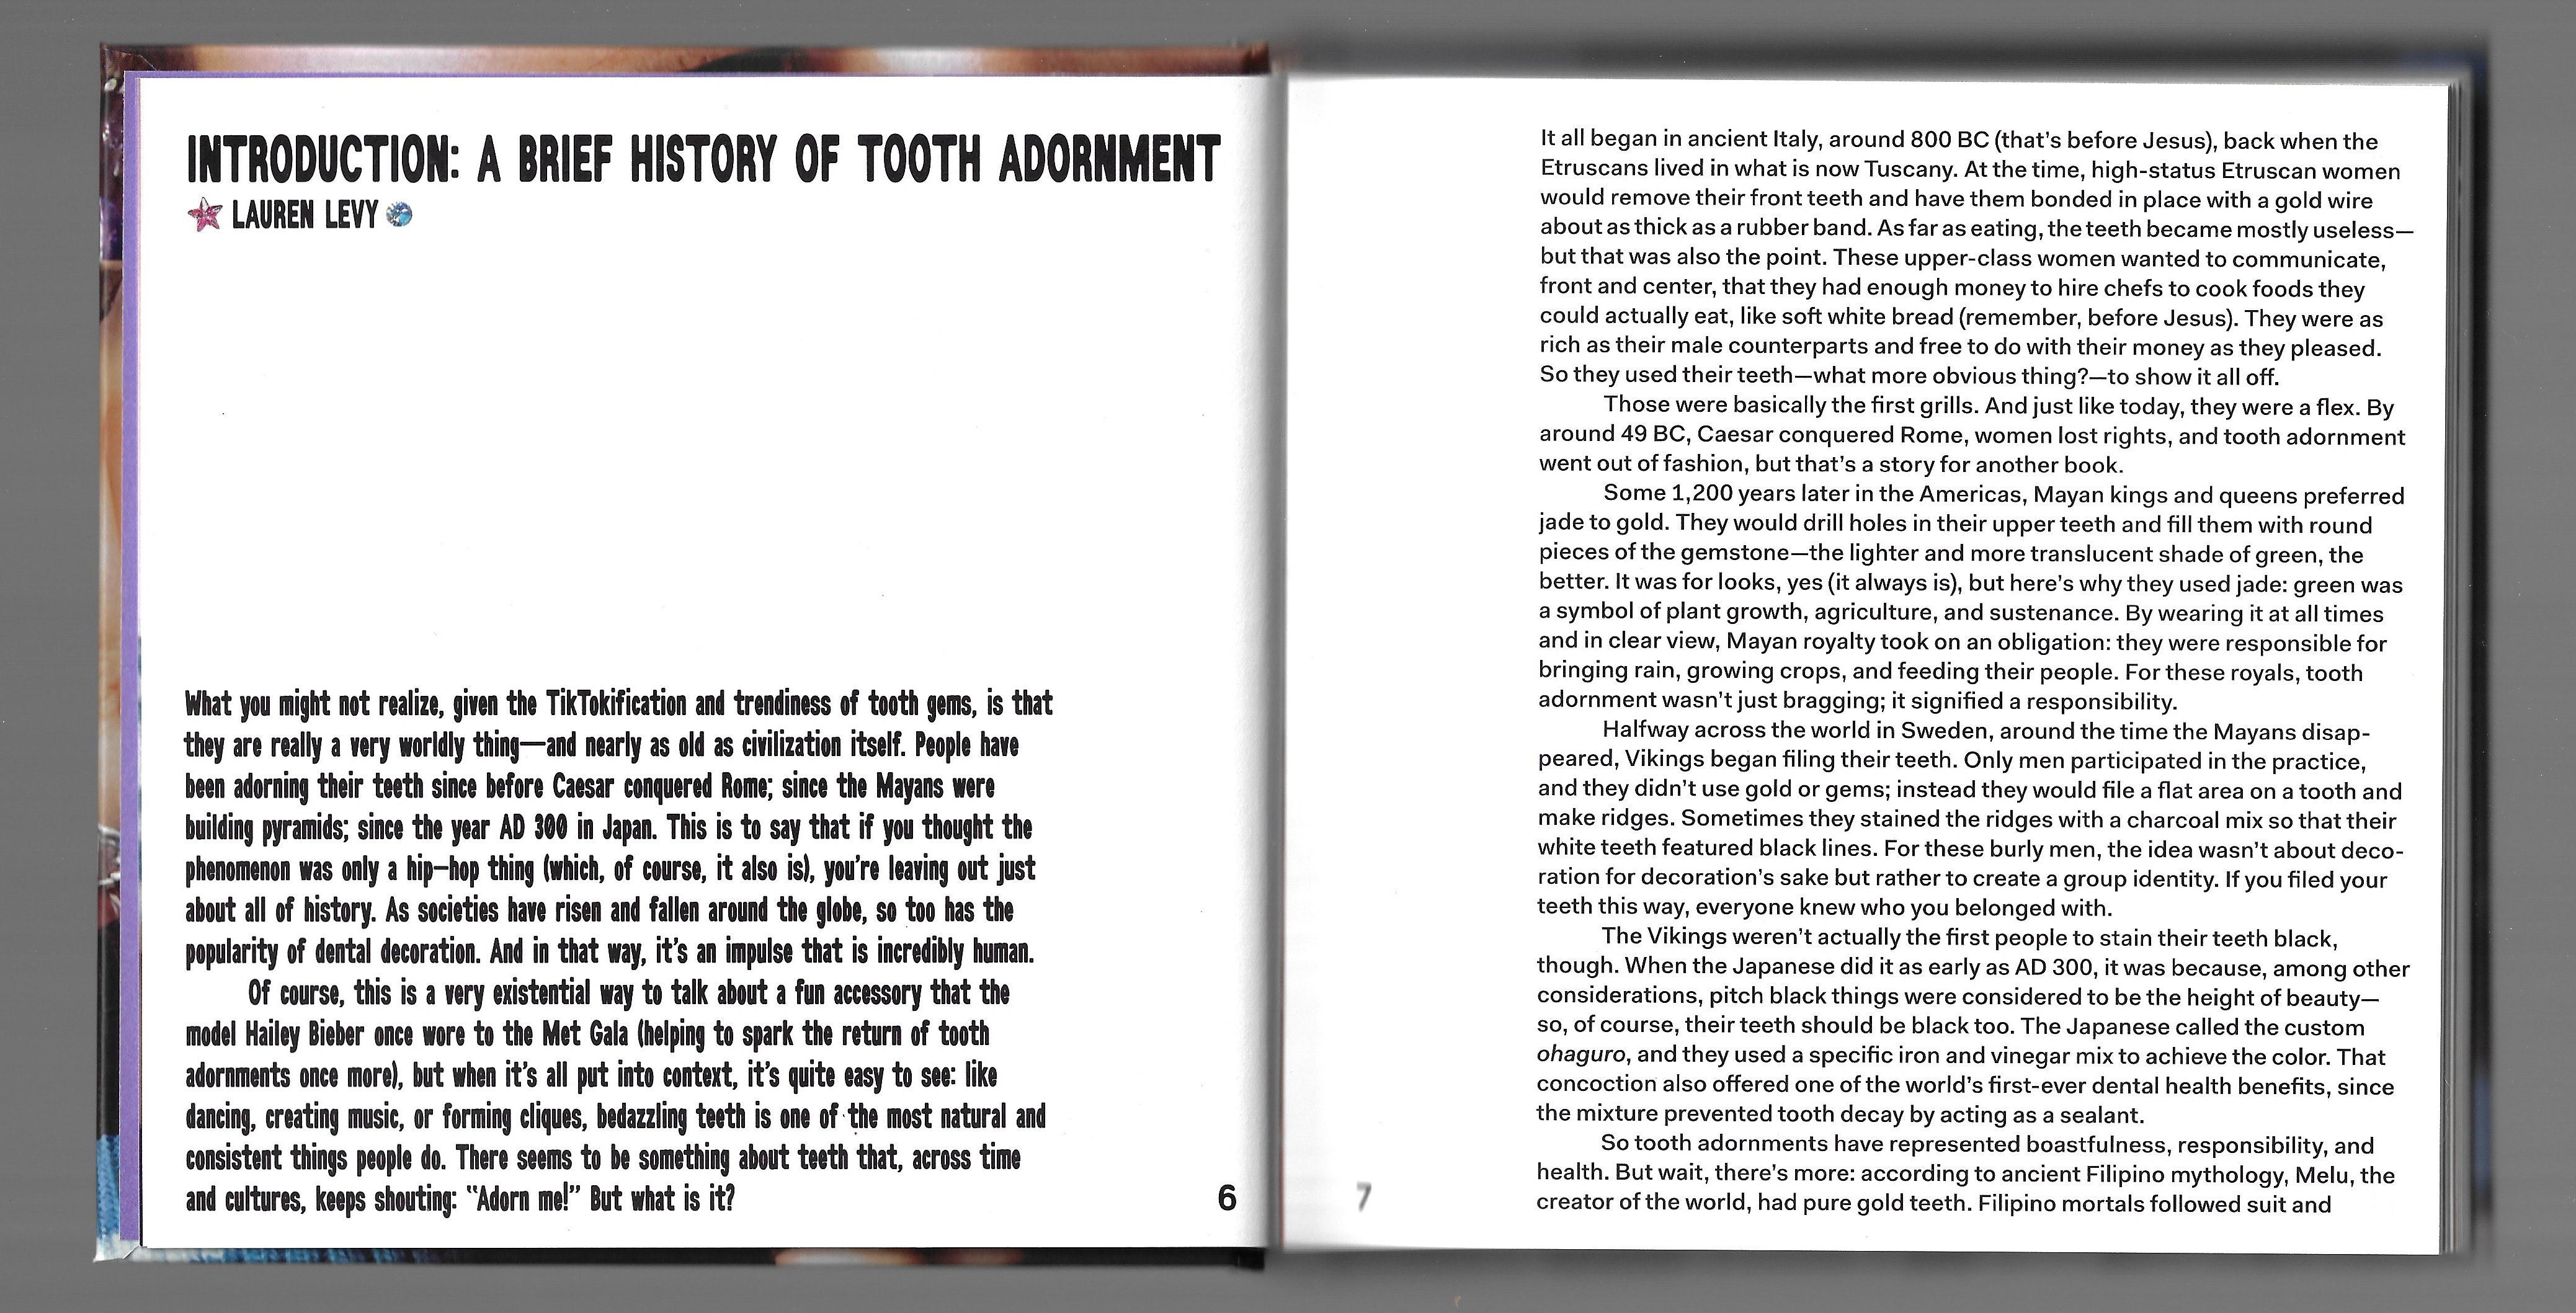 INTRODUCTION: A BRIEF HISTORY OF TOOTH ADORNMENT
LAUREN LEVY
What you might not realize, given the TikTokification and trendiness of tooth gems, is that
they are really a very worldly thing—and nearly as old as civilization itself. People have
been adorning their teeth since before Caesar conquered Rome; since the Mayans were
building pyramids; since the year AD 300 in Japan. This is to say that if you thought the
phenomenon was only a hip-hop thing (which, of course, it also is), you're leaving out just
about all of history. As societies have risen and fallen around the globe, so too has the
popularity of dental decoration. And in that way, it's an impulse that is incredibly human.
Of course, this is a very existential way to talk about a fun accessory that the
model Hailey Bieber once wore to the Met Gala (helping to spark the return of tooth
adornments once more), but when it's all put into context, it's quite easy to see: like
dancing, creating music, or forming cliques, bedazzling teeth is one of the most natural and
consistent things people do. There seems to be something about teeth that, across time
and cultures, keeps shouting: "Adorn me!" But what is it?
6
It all began in ancient Italy, around 800 BC (that's before Jesus), back when the
Etruscans lived in what is now Tuscany. At the time, high-status Etruscan women
would remove their front teeth and have them bonded in place with a gold wire
about as thick as a rubber band. As far as eating, the teeth became mostly useless—
but that was also the point. These upper-class women wanted to communicate,
front and center, that they had enough money to hire chefs to cook foods they
could actually eat, like soft white bread (remember, before Jesus). They were as
rich as their male counterparts and free to do with their money as they pleased.
So they used their teeth—what more obvious thing?—to show it all off.
Those were basically the first grills. And just like today, they were a flex. By
around 49 BC, Caesar conquered Rome, women lost rights, and tooth adornment
went out of fashion, but that's a story for another book.
Some 1,200 years later in the Americas, Mayan kings and queens preferred
jade to gold. They would drill holes in their upper teeth and fill them with round
pieces of the gemstone—the lighter and more translucent shade of green, the
better. It was for looks, yes (it always is), but here's why they used jade: green was
a symbol of plant growth, agriculture, and sustenance. By wearing it at all times
and in clear view, Mayan royalty took on an obligation: they were responsible for
bringing rain, growing crops, and feeding their people. For these royals, tooth
adornment wasn't just bragging; it signified a responsibility.
Halfway across the world in Sweden, around the time the Mayans disap-
peared, Vikings began filing their teeth. Only men participated in the practice,
and they didn't use gold or gems; instead they would file a flat area on a tooth and
make ridges. Sometimes they stained the ridges with a charcoal mix so that their
white teeth featured black lines. For these burly men, the idea wasn't about deco-
ration for decoration's sake but rather to create a group identity. If you filed your
teeth this way, everyone knew who you belonged with.
The Vikings weren't actually the first people to stain their teeth black,
though. When the Japanese did it as early as AD 300, it was because, among other
considerations, pitch black things were considered to be the height of beauty—
so, of course, their teeth should be black too. The Japanese called the custom
ohaguro, and they used a specific iron and vinegar mix to achieve the color. That
concoction also offered one of the world's first-ever dental health benefits, since
the mixture prevented tooth decay by acting as a sealant.
So tooth adornments have represented boastfulness, responsibility, and
health. But wait, there's more: according to ancient Filipino mythology, Melu, the
creator of the world, had pure gold teeth. Filipino mortals followed suit and
7